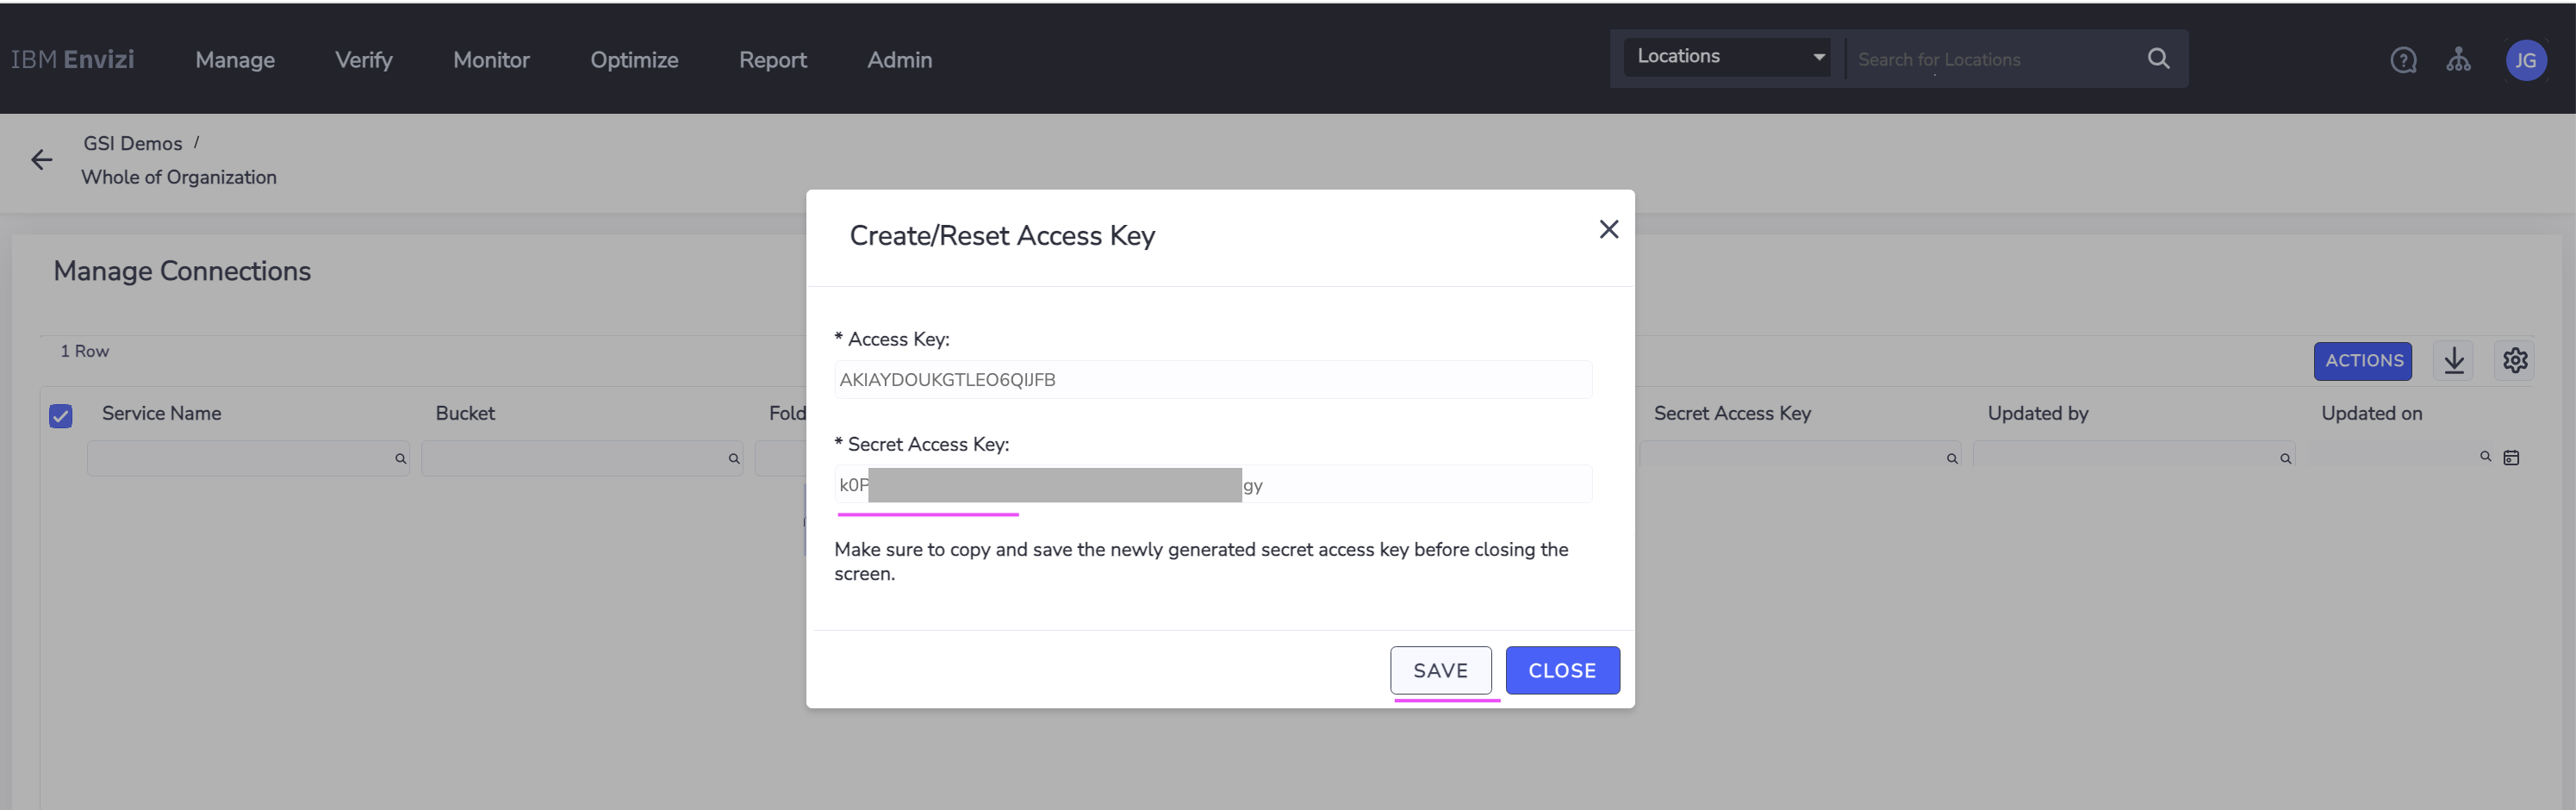 IBM Envizi Manage Verify Monitor Optimize Report Admin Locations Search for Locations JG
GSI Demos /
Whole of Organization
Create/Reset Access Key
Manage Connections
* Access Key:
1 Row
ACTIONS
AKIAYDOUKGTLEO6QIJFB
Service Name Bucket Fold Secret Access Key Updated by Updated on
* Secret Access Key:
k0P gy
Make sure to copy and save the newly generated secret access key before closing the
screen.
SAVE CLOSE